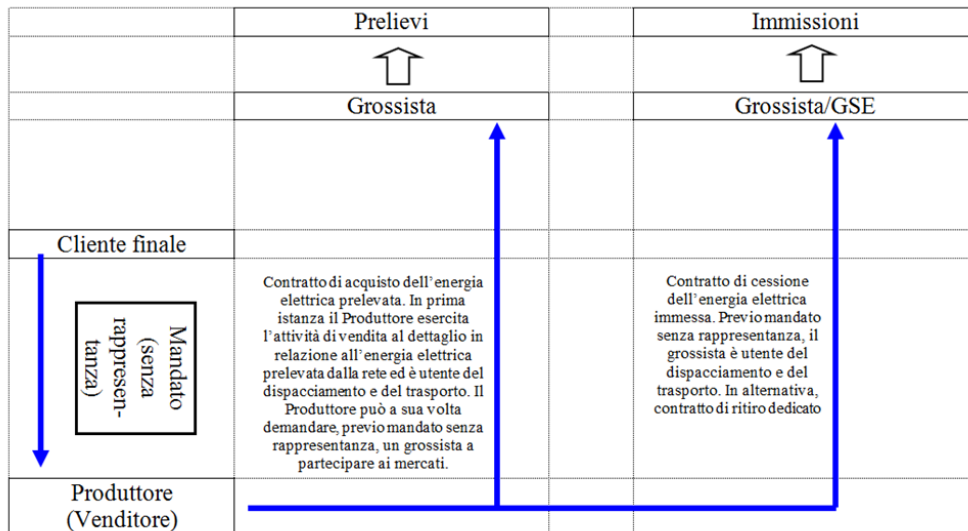 Prelievi
Immissioni
Grossista
Grossista/GSE
Cliente finale
Mandato
(senza
rappresen-
tanza)
Contratto di acquisto dell'energia
elettrica prelevata. In prima
istanza il Produttore esercita
l'attività di vendita al dettaglio in
relazione all'energia elettrica
prelevata dalla rete ed è utente del
dispacciamento e del trasporto. Il
Produttore può a sua volta
demandare, previo mandato senza
rappresentanza, un grossista a
partecipare ai mercati.
Contratto di cessione
dell'energia elettrica
immessa. Previo mandato
senza rappresentanza, il
grossista è utente del
dispacciamento e del
trasporto. In alternativa,
contratto di ritiro dedicato
Produttore
(Venditore)